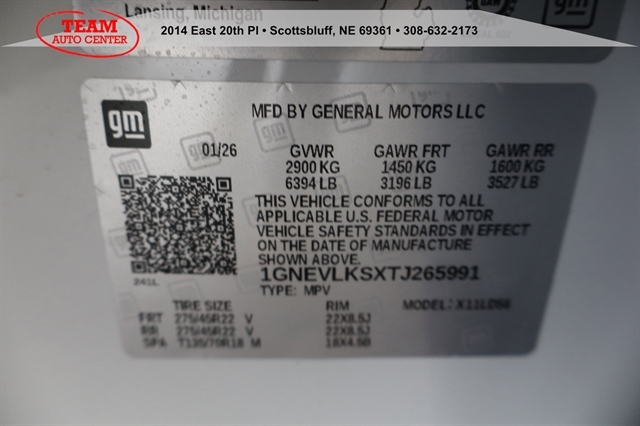 Lansing, Michigan
TEAM
AUTO CENTER
2014 East 20th Pl • Scottsbluff, NE 69361 • 308-632-2173
gm
MFD BY GENERAL MOTORS LLC
01/26 GVWR GAWR FRT GAWR RR
2900 KG 1450 KG 1600 KG
6394 LB 3196 LB 3527 LB
THIS VEHICLE CONFORMS TO ALL
APPLICABLE U.S. FEDERAL MOTOR
VEHICLE SAFETY STANDARDS IN EFFECT
ON THE DATE OF MANUFACTURE
SHOWN ABOVE.
1GNEVLKSXTJ265991
241L TYPE: MPV
TIRE SIZE RIM MODEL:
FRT 275/45R22 V 22X8.5J
RR 275/45R22 V 22X8.5J
SPA T135/70R18 M 18X4.5B